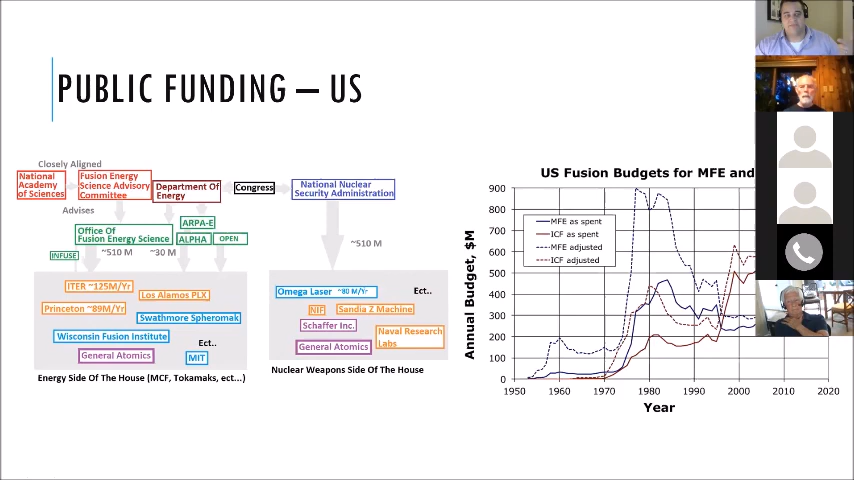 PUBLIC FUNDING – US
Closely Aligned
National
Academy
of Sciences
Fusion Energy
Science Advisory
Committee
Department Of
Energy
Congress
National Nuclear
Security Administration
Advises
Office Of
Fusion Energy Science
ARPA-E
ALPHA
OPEN
INFUSE
~510 M
~30 M
~510 M
ITER ~125M/Yr
Los Alamos PLX
Princeton ~89M/Yr
Swathmore Spheromak
Wisconsin Fusion Institute
Ect..
General Atomics
MIT
Energy Side Of The House (MCF, Tokamaks, ect...)
Omega Laser ~80 M/Yr
Ect..
NIF
Sandia Z Machine
Schaffer Inc.
Naval Research
Labs
General Atomics
Nuclear Weapons Side Of The House
US Fusion Budgets for MFE and
Annual Budget, $M
900
800
700
600
500
400
300
200
100
0
MFE as spent
ICF as spent
MFE adjusted
ICF adjusted
1950
1960
1970
1980
1990
2000
2010
2020
Year